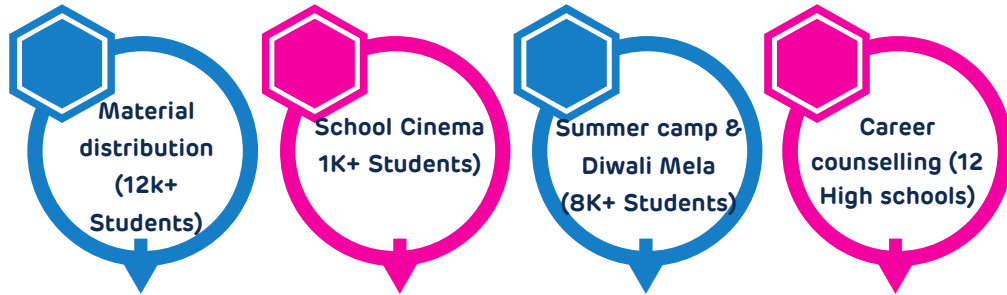 Material
distribution
(12k+
Students)
School Cinema
1K+ Students)
Summer camp &
Diwali Mela
(8K+ Students)
Career
counselling (12
High schools)